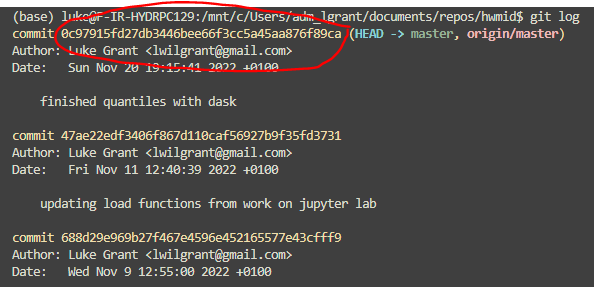 (base) luke@F-IR-HYDRPC129:/mnt/c/Users/adm_lgrant/documents/repos/hwmid$ git log
commit 0c97915fd27db3446bee66f3cc5a45aa876f89ca (HEAD -> master, origin/master)
Author: Luke Grant <lwilgrant@gmail.com>
Date:   Sun Nov 20 19:15:41 2022 +0100
finished quantiles with dask
commit 47ae22edf3406f867d110caf56927b9f35fd3731
Author: Luke Grant <lwilgrant@gmail.com>
Date:   Fri Nov 11 12:40:39 2022 +0100
updating load functions from work on jupyter lab
commit 688d29e969b27f467e4596e452165577e43cfff9
Author: Luke Grant <lwilgrant@gmail.com>
Date:   Wed Nov 9 12:55:00 2022 +0100